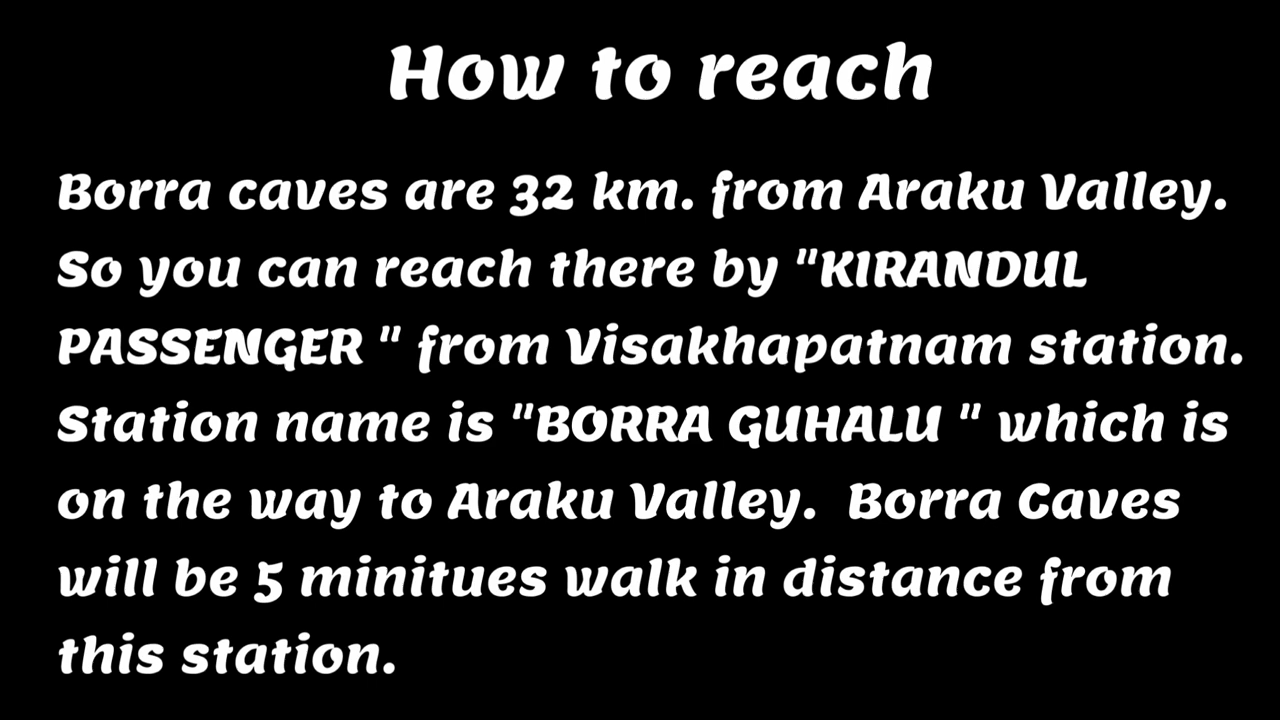 How to reach
Borra caves are 32 km. from Araku Valley.
So you can reach there by "KIRANDUL
PASSENGER " from Visakhapatnam station.
Station name is "BORRA GUHALU " which is
on the way to Araku Valley.  Borra Caves
will be 5 minitues walk in distance from
this station.